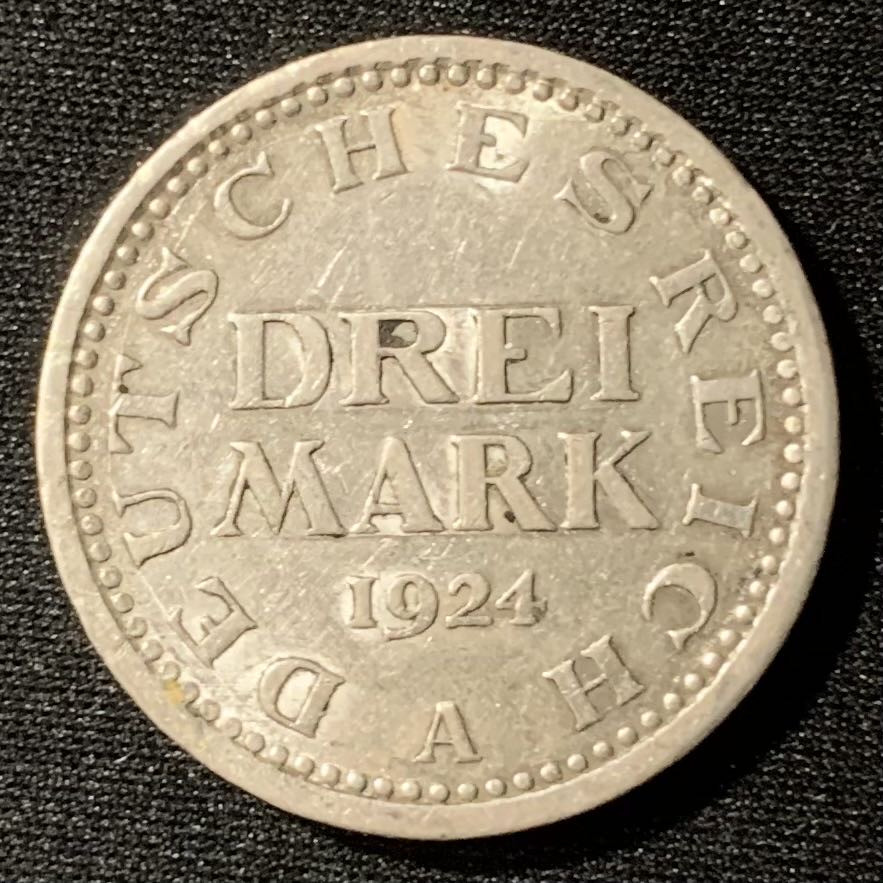 DEUTSCHES REICH
DREI
MARK
1924
A